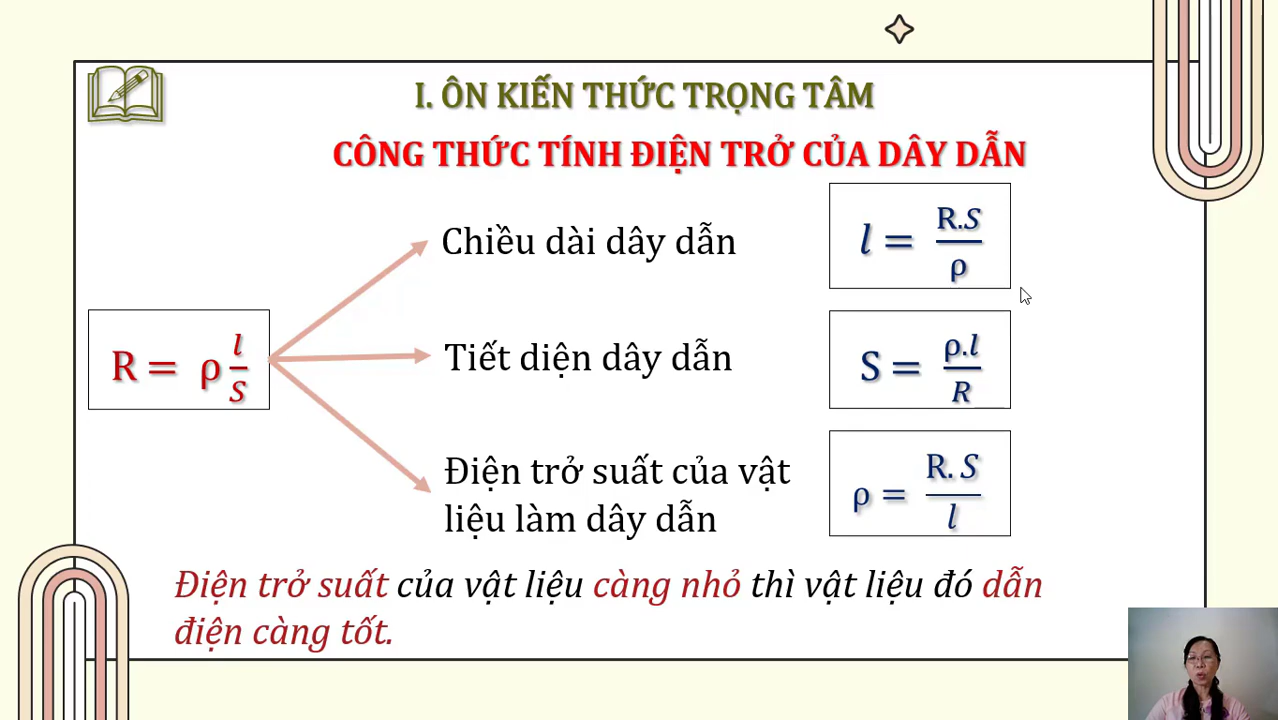 I. ÔN KIẾN THỨC TRỌNG TÂM
CÔNG THỨC TÍNH ĐIỆN TRỞ CỦA DÂY DẪN
R = ρ l/S
Chiều dài dây dẫn
l = R.S/ρ
Tiết diện dây dẫn
S = ρ.l/R
Điện trở suất của vật
liệu làm dây dẫn
ρ = R. S/l
Điện trở suất của vật liệu càng nhỏ thì vật liệu đó dẫn
điện càng tốt.